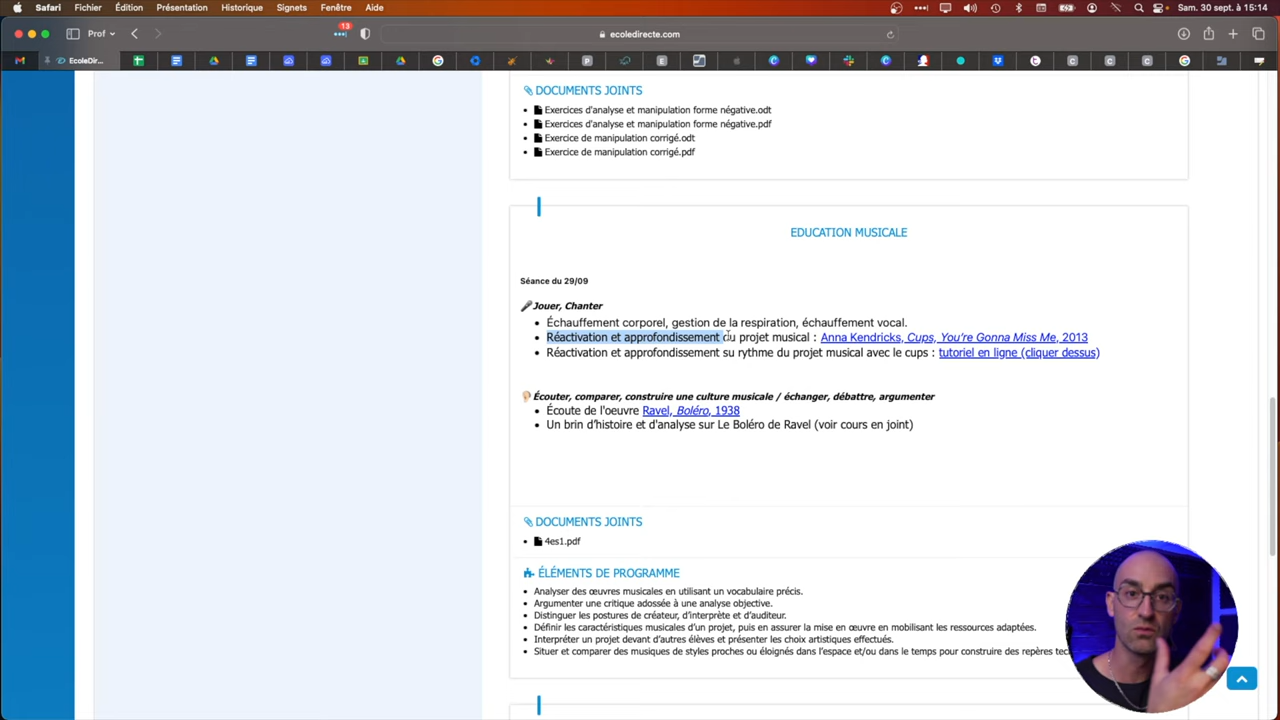 Safari Fichier Édition Présentation Historique Signets Fenêtre Aide
Sam. 30 sept. à 15:14
Prof
13
ecoledirecte.com
EcoleDir...
DOCUMENTS JOINTS
Exercices d'analyse et manipulation forme négative.odt
Exercices d'analyse et manipulation forme négative.pdf
Exercice de manipulation corrigé.odt
Exercice de manipulation corrigé.pdf
EDUCATION MUSICALE
Séance du 29/09
Jouer, Chanter
Échauffement corporel, gestion de la respiration, échauffement vocal.
Réactivation et approfondissement du projet musical : Anna Kendricks, Cups, You're Gonna Miss Me, 2013
Réactivation et approfondissement su rythme du projet musical avec le cups : tutoriel en ligne (cliquer dessus)
Écouter, comparer, construire une culture musicale / échanger, débattre, argumenter
Écoute de l'oeuvre Ravel, Boléro, 1938
Un brin d'histoire et d'analyse sur Le Boléro de Ravel (voir cours en joint)
DOCUMENTS JOINTS
4es1.pdf
ÉLÉMENTS DE PROGRAMME
Analyser des œuvres musicales en utilisant un vocabulaire précis.
Argumenter une critique adossée à une analyse objective.
Distinguer les postures de créateur, d'interprète et d'auditeur.
Définir les caractéristiques musicales d'un projet, puis en assurer la mise en œuvre en mobilisant les ressources adaptées.
Interpréter un projet devant d'autres élèves et présenter les choix artistiques effectués.
Situer et comparer des musiques de styles proches ou éloignés dans l'espace et/ou dans le temps pour construire des repères